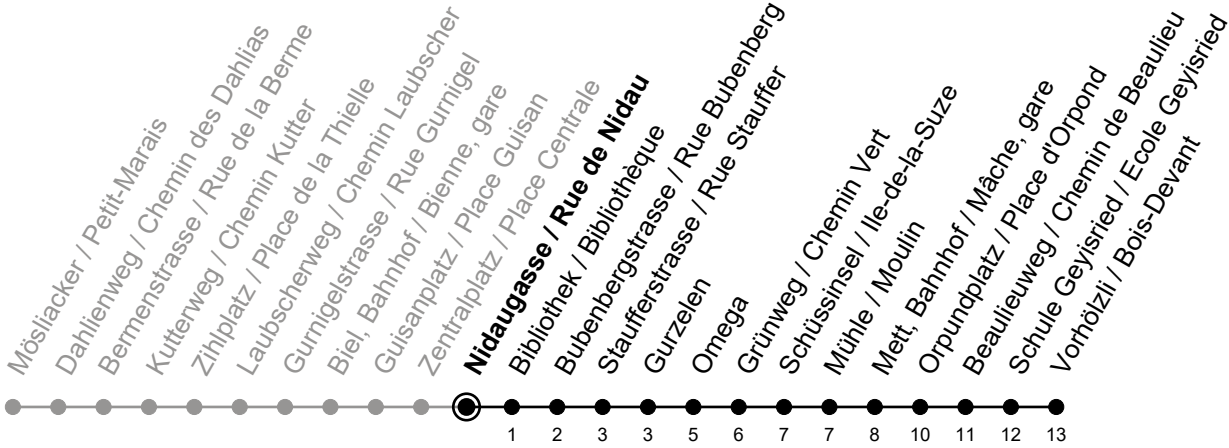 Mösliacker / Petit-Marais
Dahlienweg / Chemin des Dahlias
Bermenstrasse / Rue de la Berme
Kutterweg / Chemin Kutter
Zihlplatz / Place de la Thielle
Laubscherweg / Chemin Laubscher
Gurnigelstrasse / Rue Gurnigel
Biel, Bahnhof / Bienne, gare
Guisanplatz / Place Guisan
Zentralplatz / Place Centrale
Nidaugasse / Rue de Nidau
Bibliothek / Bibliothèque
Bubenbergstrasse / Rue Bubenberg
Staufferstrasse / Rue Stauffer
Gurzelen
Omega
Grünweg / Chemin Vert
Schüssinsel / Ile-de-la-Suze
Mühle / Moulin
Mett, Bahnhof / Mâche, gare
Orpundplatz / Place d'Orpond
Beaulieuweg / Chemin de Beaulieu
Schule Geyisried / Ecole Geyisried
Vorhölzli / Bois-Devant
1 2 3 3 5 6 7 7 8 10 11 12 13